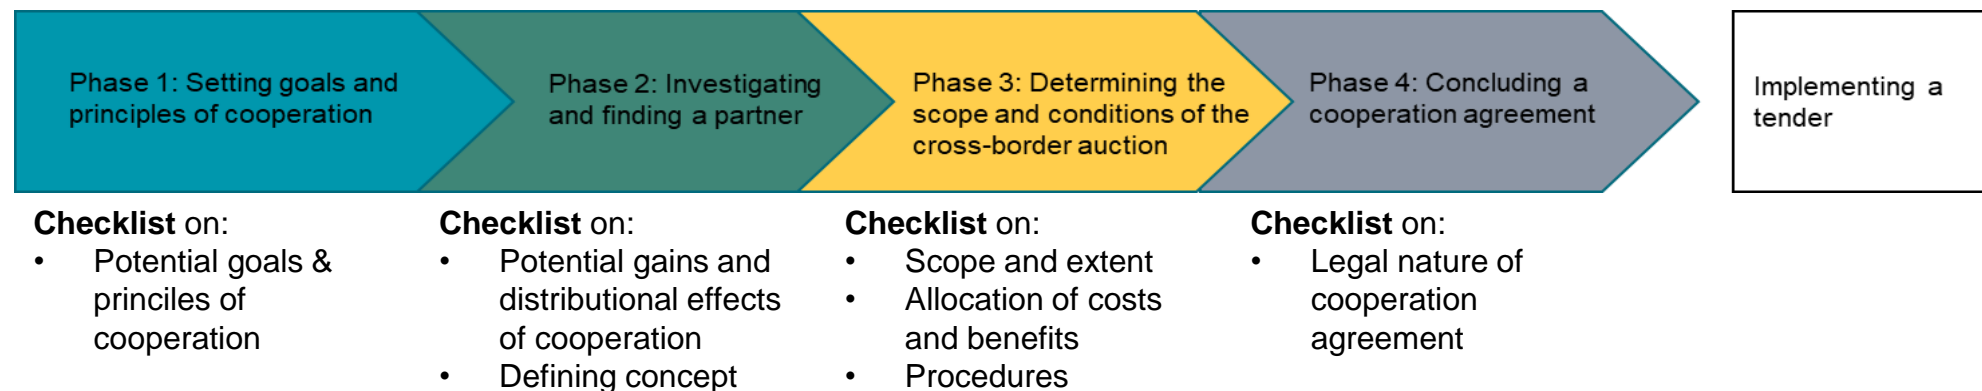 Phase 1: Setting goals and
principles of cooperation
Phase 2: Investigating
and finding a partner
Phase 3: Determining the
scope and conditions of the
cross-border auction
Phase 4: Concluding a
cooperation agreement
Implementing a
tender
Checklist on:
• Potential goals &
princiles of
cooperation
Checklist on:
• Potential gains and
distributional effects
of cooperation
• Defining concept
Checklist on:
• Scope and extent
• Allocation of costs
and benefits
• Procedures
Checklist on:
• Legal nature of
cooperation
agreement